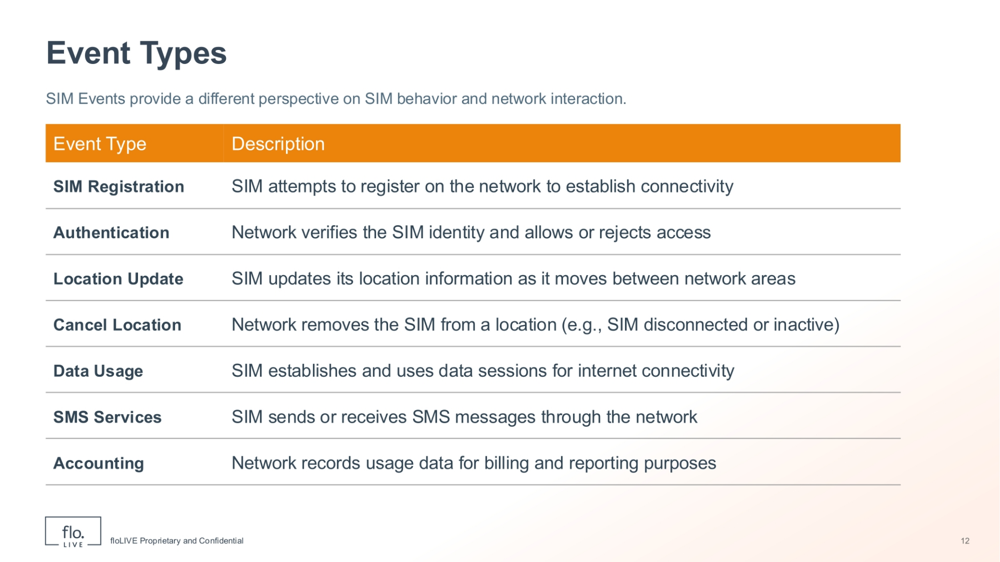 Event Types
SIM Events provide a different perspective on SIM behavior and network interaction.
Event Type Description
SIM Registration SIM attempts to register on the network to establish connectivity
Authentication Network verifies the SIM identity and allows or rejects access
Location Update SIM updates its location information as it moves between network areas
Cancel Location Network removes the SIM from a location (e.g., SIM disconnected or inactive)
Data Usage SIM establishes and uses data sessions for internet connectivity
SMS Services SIM sends or receives SMS messages through the network
Accounting Network records usage data for billing and reporting purposes
flo.
LIVE
floLIVE Proprietary and Confidential
12